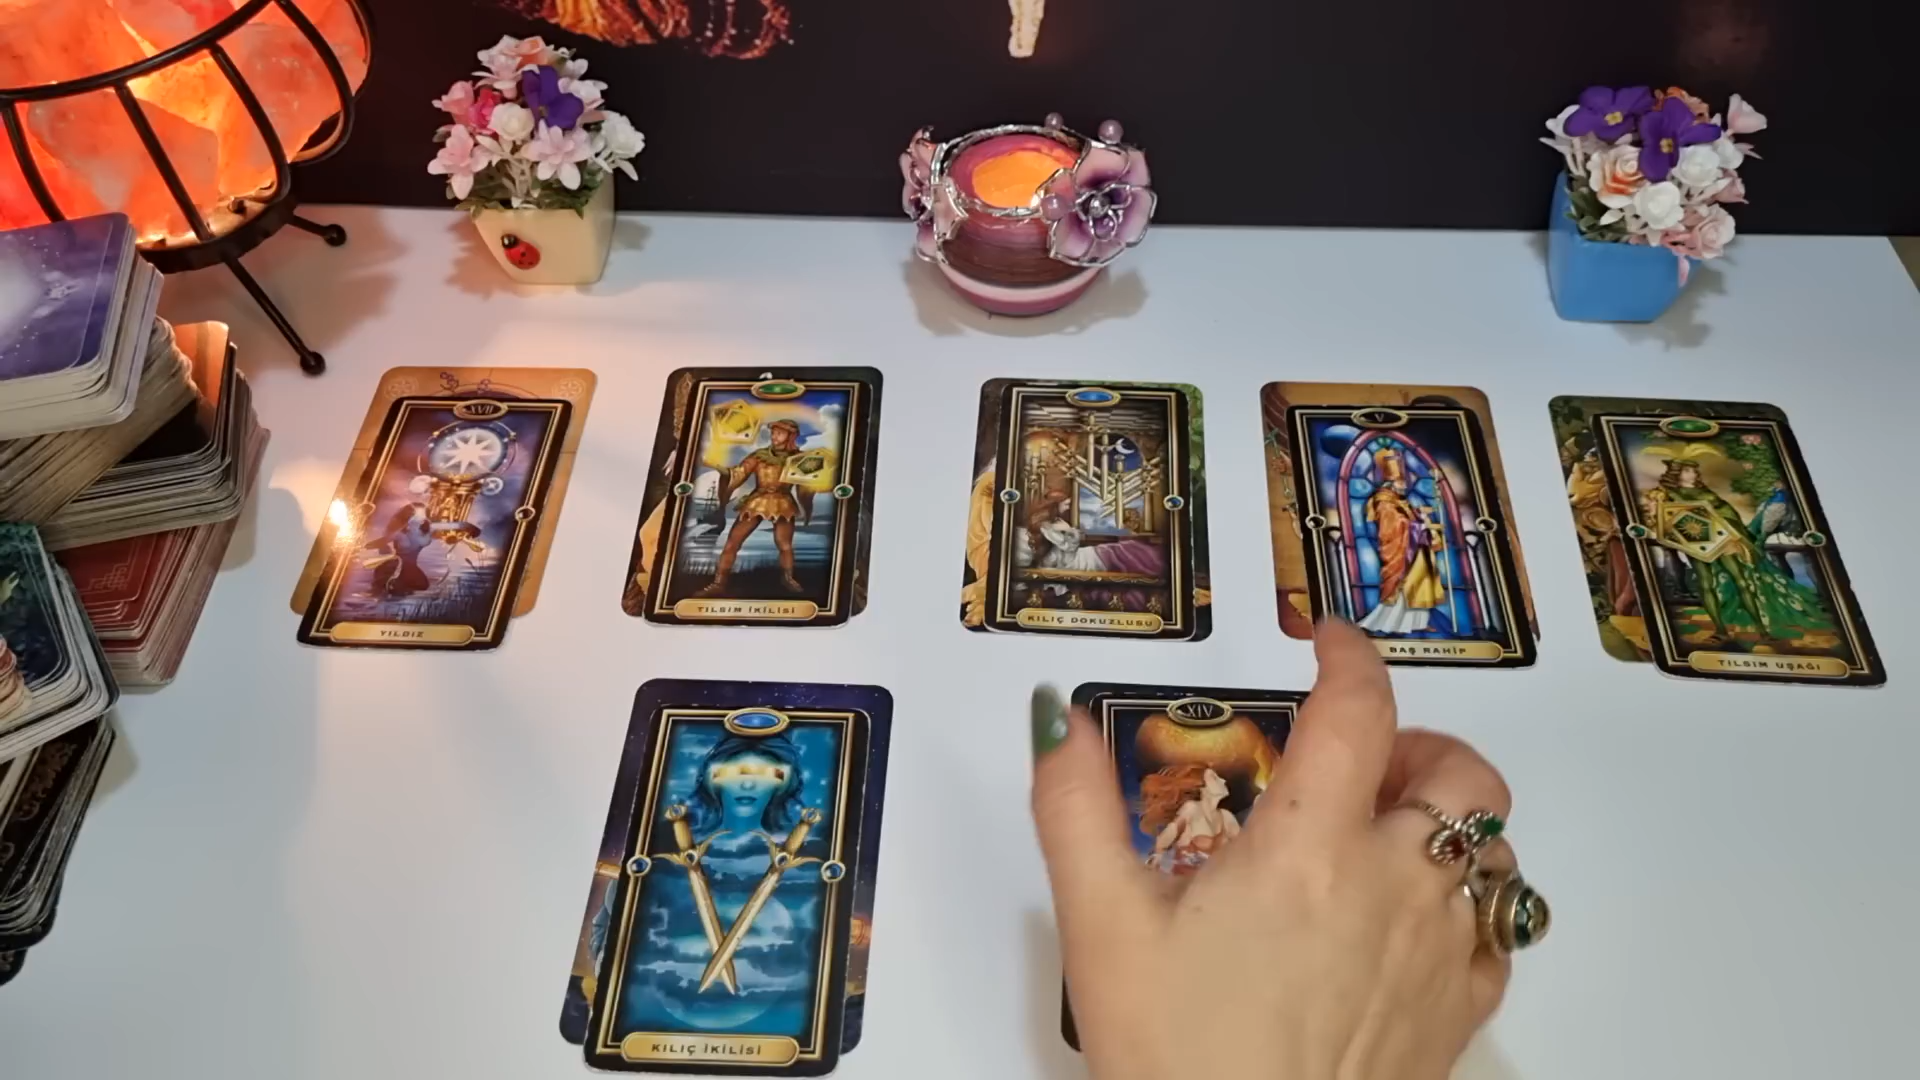 XVII
YILDIZ
TILSIM İKİLİSİ
KILIÇ DOKUZLUSU
V
BAŞ RAHİP
TILSIM UŞAĞI
KILIÇ İKİLİSİ
XIV